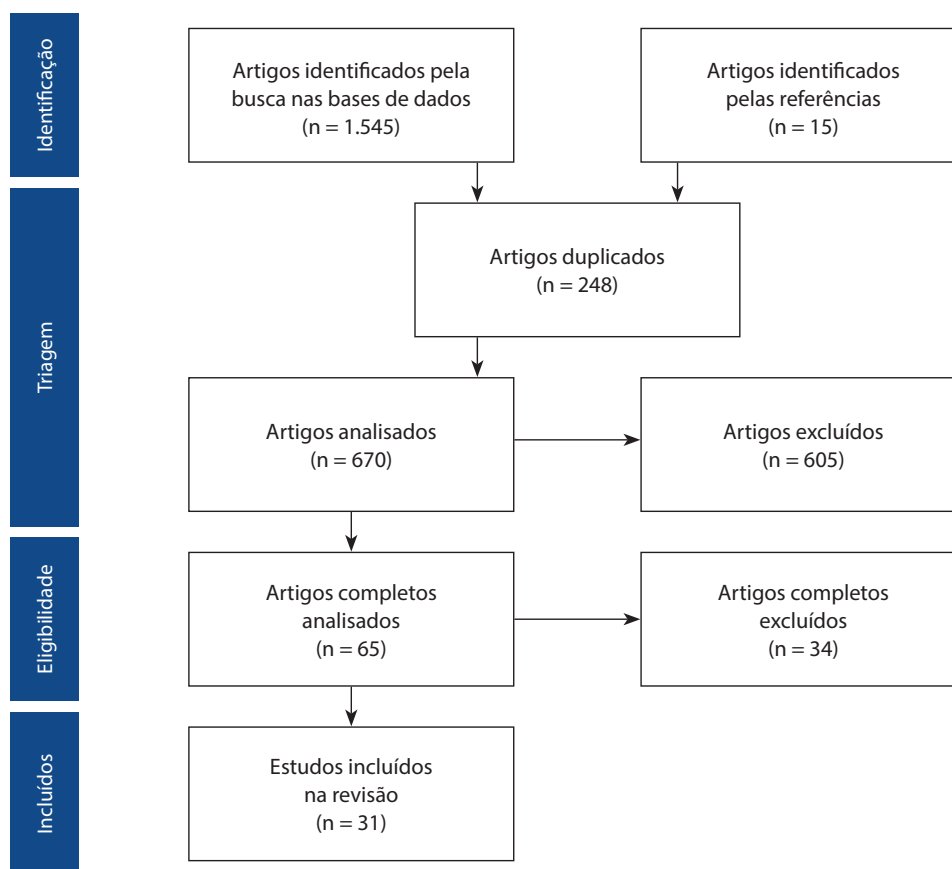 Identificação
Artigos identificados pela
busca nas bases de dados
(n = 1.545)
Artigos identificados
pelas referências
(n = 15)
Triagem
Artigos duplicados
(n = 248)
Artigos analisados
(n = 670)
Artigos excluídos
(n = 605)
Eligibilidade
Artigos completos
analisados
(n = 65)
Artigos completos
excluídos
(n = 34)
Incluídos
Estudos incluídos
na revisão
(n = 31)